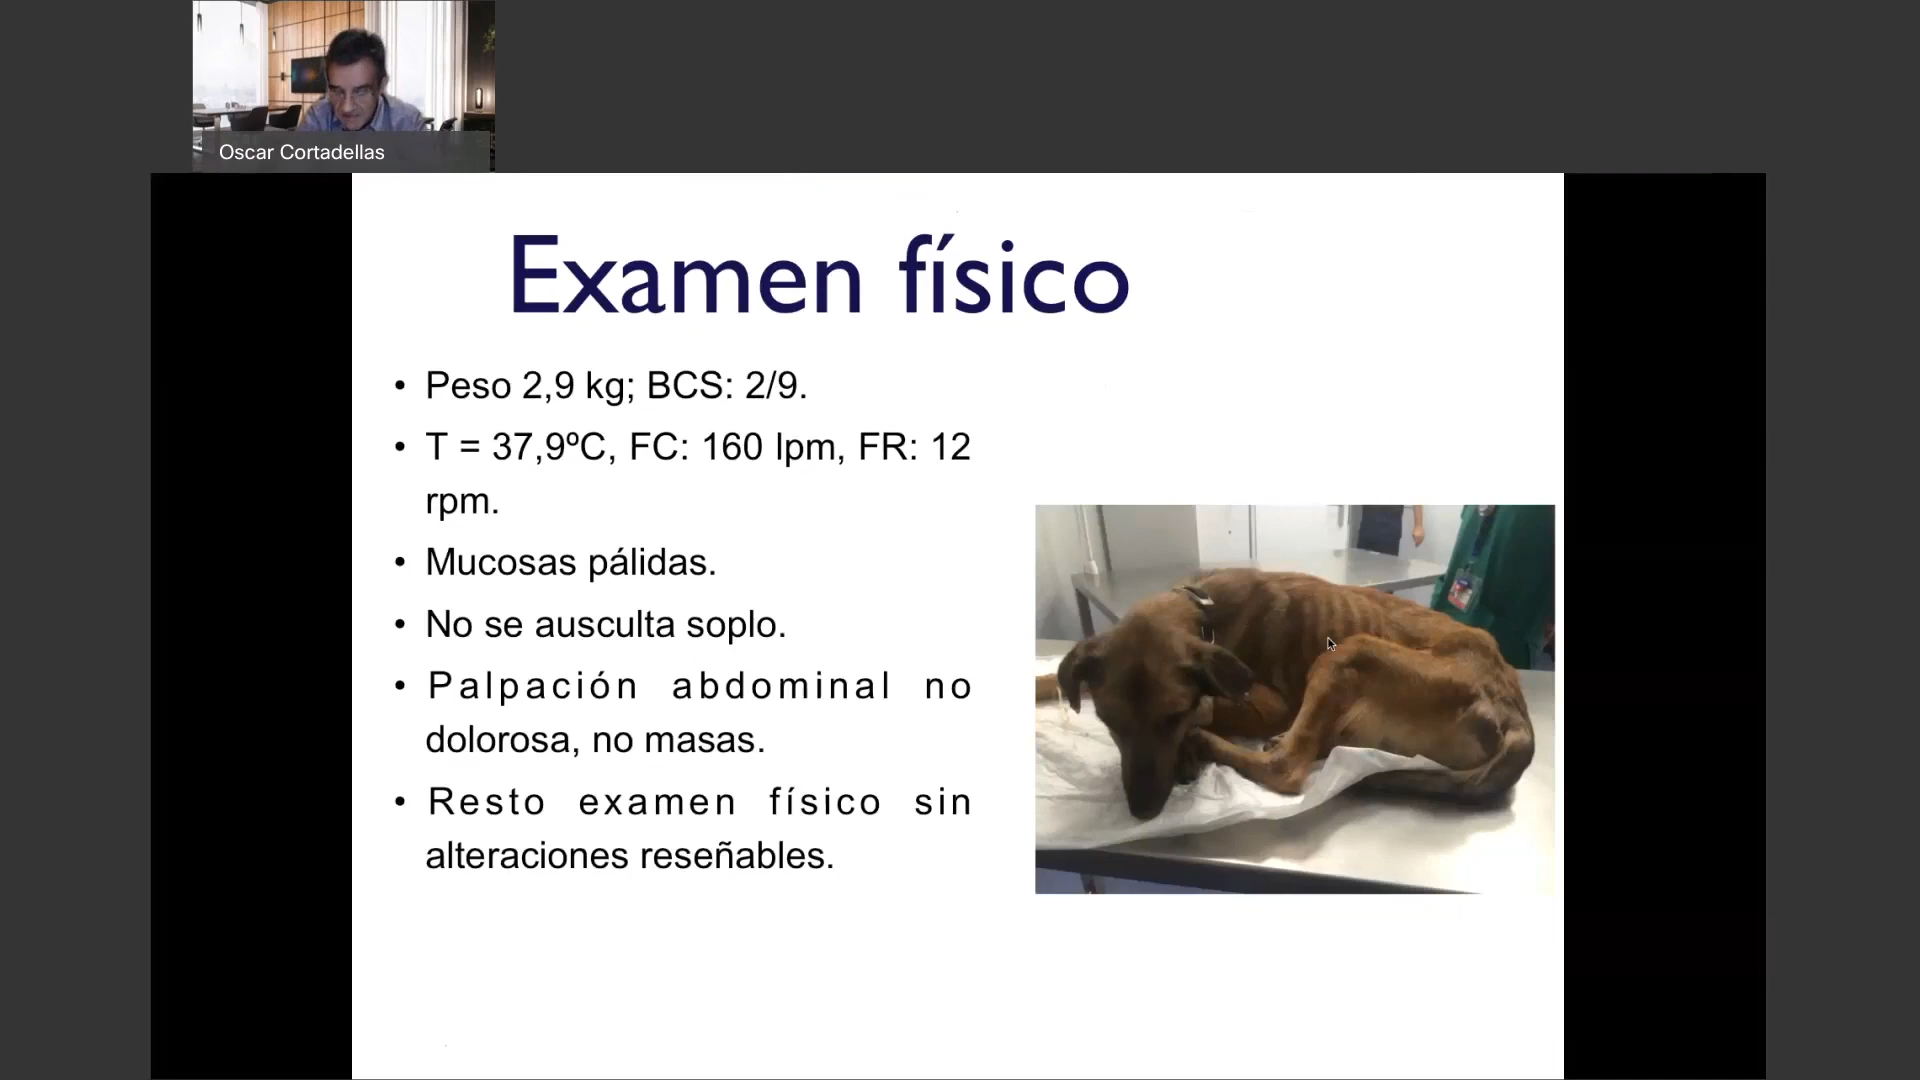 Oscar Cortadellas
Examen físico
• Peso 2,9 kg; BCS: 2/9.
• T = 37,9ºC, FC: 160 lpm, FR: 12
rpm.
• Mucosas pálidas.
• No se ausculta soplo.
• Palpación abdominal no
dolorosa, no masas.
• Resto examen físico sin
alteraciones reseñables.